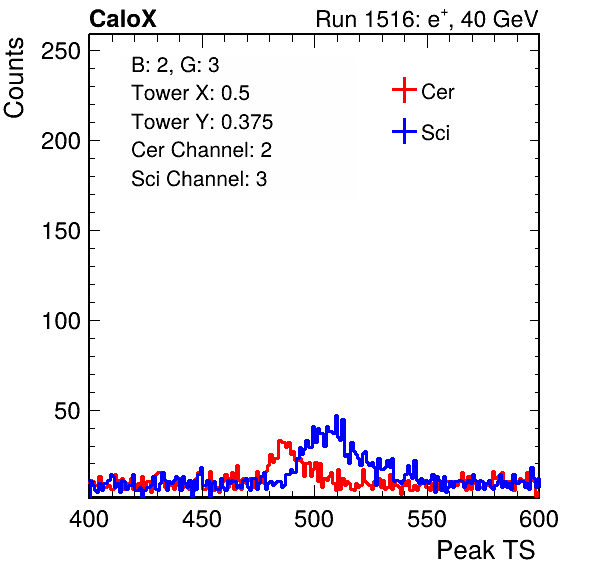 CaloX Run 1516: e⁺, 40 GeV
Counts
250
200
150
100
50
B: 2, G: 3
Tower X: 0.5
Tower Y: 0.375
Cer Channel: 2
Sci Channel: 3
Cer
Sci
400 450 500 550 600
Peak TS